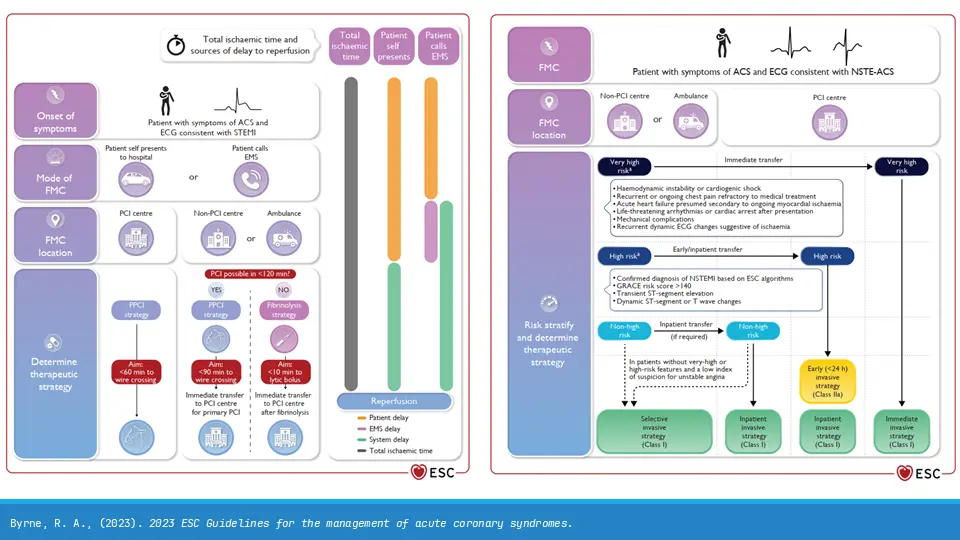 Total ischaemic time and
sources of delay to reperfusion
Total
ischaemic
time
Patient
self
presents
Patient
calls
EMS
Onset of
symptoms
Patient with symptoms of ACS and
ECG consistent with STEMI
Mode of
FMC
Patient self presents
to hospital
or
Patient calls
EMS
FMC
location
PCI centre
Non-PCI centre
or
Ambulance
Determine
therapeutic
strategy
PCI possible in <120 min?
YES
NO
PPCI
strategy
PPCI
strategy
Fibrinolysis
strategy
Aim:
<60 min to
wire crossing
Aim:
<90 min to
wire crossing
Aim:
<10 min to
lytic bolus
Immediate transfer
to PCI centre
for primary PCI
Immediate transfer
to PCI centre
after fibrinolysis
Reperfusion
Patient delay
EMS delay
System delay
Total ischaemic time
ESC
FMC
Patient with symptoms of ACS and ECG consistent with NSTE-ACS
FMC
location
Non-PCI centre
or
Ambulance
PCI centre
Risk stratify
and determine
therapeutic
strategy
Very high
riskª
Immediate transfer
Very high
risk
• Haemodynamic instability or cardiogenic shock
• Recurrent or ongoing chest pain refractory to medical treatment
• Acute heart failure presumed secondary to ongoing myocardial ischaemia
• Life-threatening arrhythmias or cardiac arrest after presentation
• Mechanical complications
• Recurrent dynamic ECG changes suggestive of ischaemia
High riskª
Early/inpatient transfer
High risk
• Confirmed diagnosis of NSTEMI based on ESC algorithms
• GRACE risk score >140
• Transient ST-segment elevation
• Dynamic ST-segment or T wave changes
Non-high
risk
Inpatient transfer
(if required)
Non-high
risk
In patients without very-high or
high-risk features and a low index
of suspicion for unstable angina
Early (<24 h)
invasive
strategy
(Class IIa)
Selective
invasive
strategy
(Class I)
Inpatient
invasive
strategy
(Class I)
Inpatient
invasive
strategy
(Class I)
Immediate
invasive
strategy
(Class I)
ESC
Byrne, R. A., (2023). 2023 ESC Guidelines for the management of acute coronary syndromes.